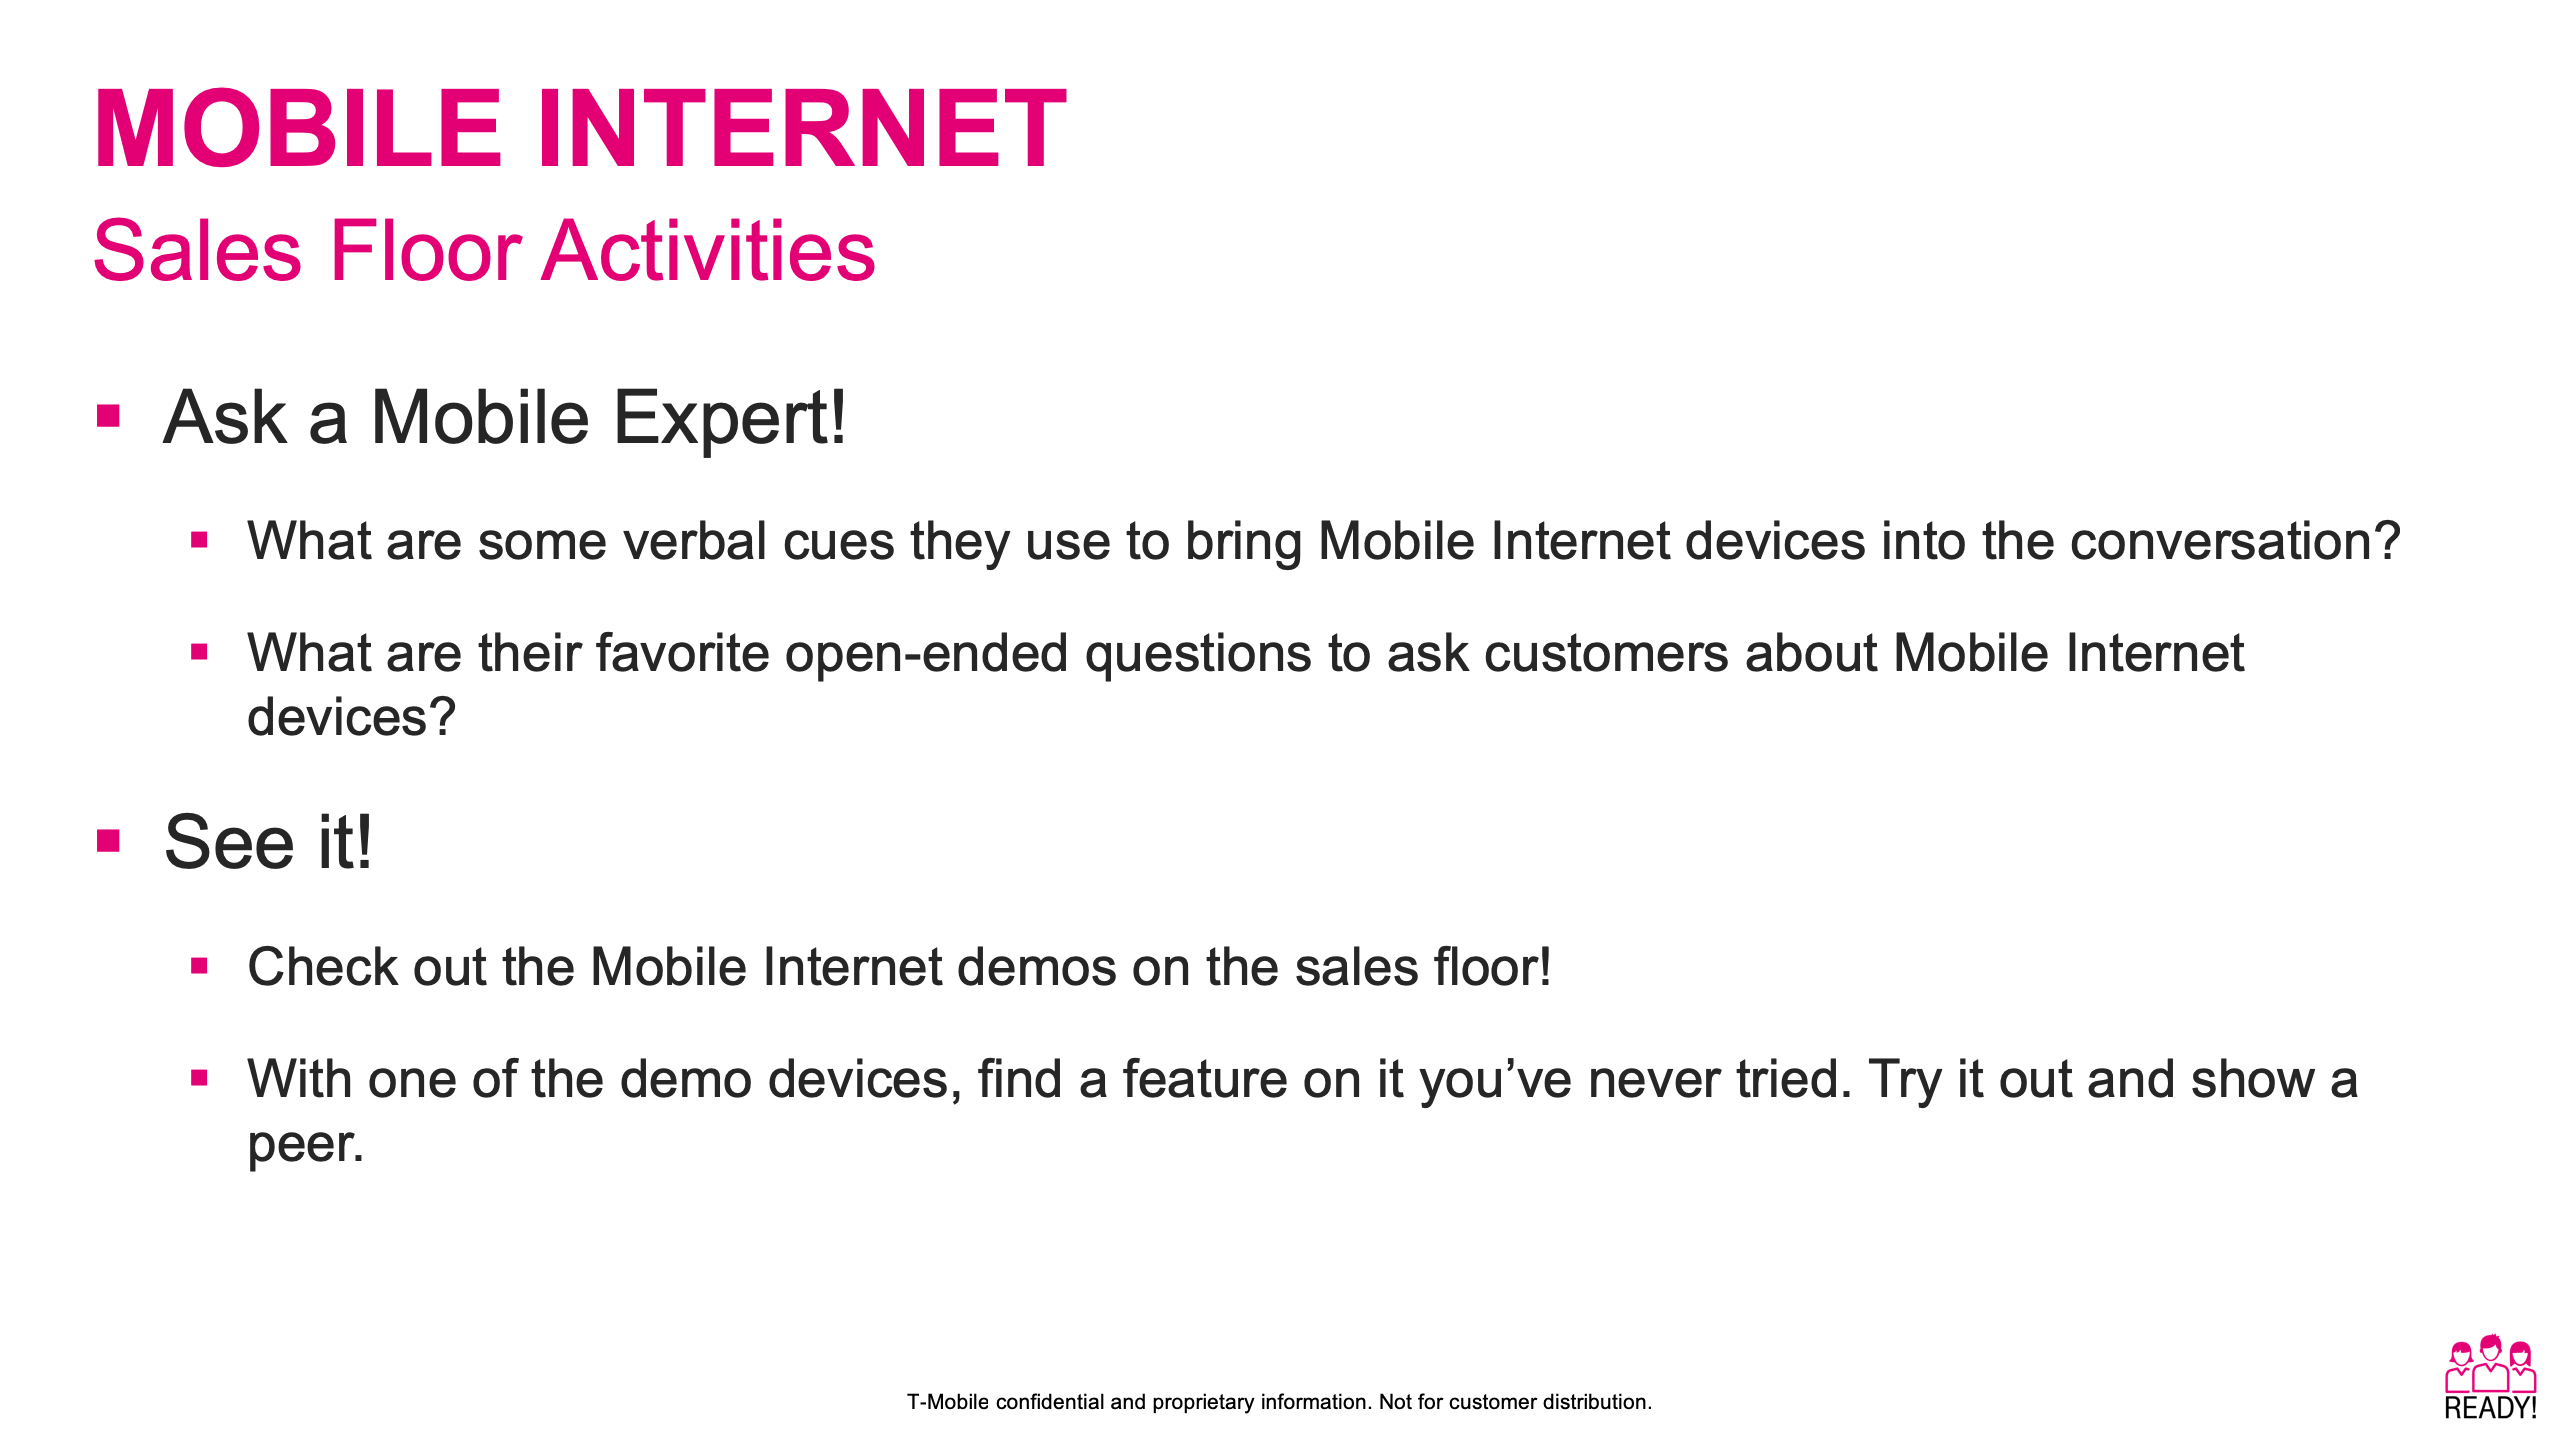 MOBILE INTERNET
Sales Floor Activities
▪ Ask a Mobile Expert!
▪ What are some verbal cues they use to bring Mobile Internet devices into the conversation?
▪ What are their favorite open-ended questions to ask customers about Mobile Internet
devices?
▪ See it!
▪ Check out the Mobile Internet demos on the sales floor!
▪ With one of the demo devices, find a feature on it you’ve never tried. Try it out and show a
peer.
T-Mobile confidential and proprietary information. Not for customer distribution.
READY!